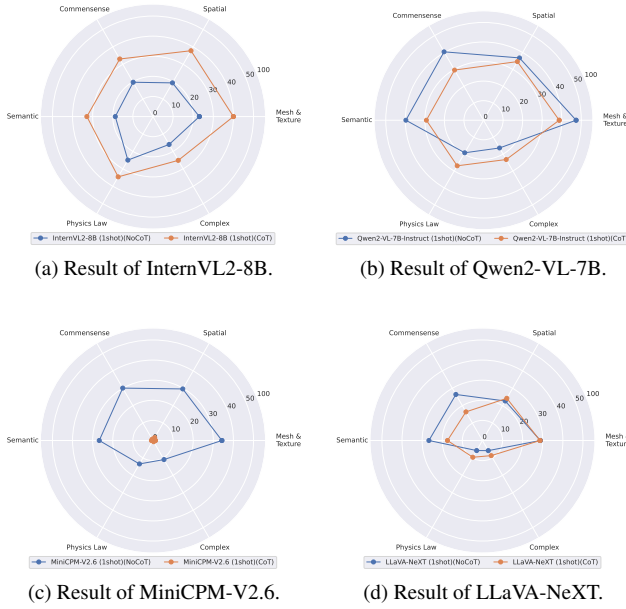 Commensense
Spatial
100
50
40
30
20
10
0
Semantic
Mesh &
Texture
Physics Law
Complex
InternVL2-8B (1shot)(NoCoT)
InternVL2-8B (1shot)(CoT)
(a) Result of InternVL2-8B.
Commensense
Spatial
100
50
40
30
20
10
0
Semantic
Mesh &
Texture
Physics Law
Complex
Qwen2-VL-7B-Instruct (1shot)(NoCoT)
Qwen2-VL-7B-Instruct (1shot)(CoT
(b) Result of Qwen2-VL-7B.
Commensense
Spatial
100
50
40
30
20
10
0
Semantic
Mesh &
Texture
Physics Law
Complex
MiniCPM-V2.6 (1shot)(NoCoT)
MiniCPM-V2.6 (1shot)(CoT)
(c) Result of MiniCPM-V2.6.
Commensense
Spatial
100
50
40
30
20
10
0
Semantic
Mesh &
Texture
Physics Law
Complex
LLaVA-NeXT (1shot)(NoCoT)
LLaVA-NeXT (1shot)(CoT)
(d) Result of LLaVA-NeXT.